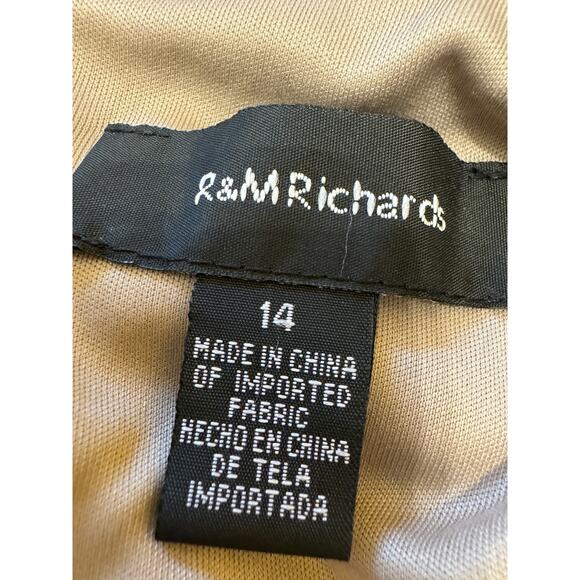 R&M Richards
14
MADE IN CHINA
OF IMPORTED
FABRIC
HECHO EN CHINA
DE TELA
IMPORTADA